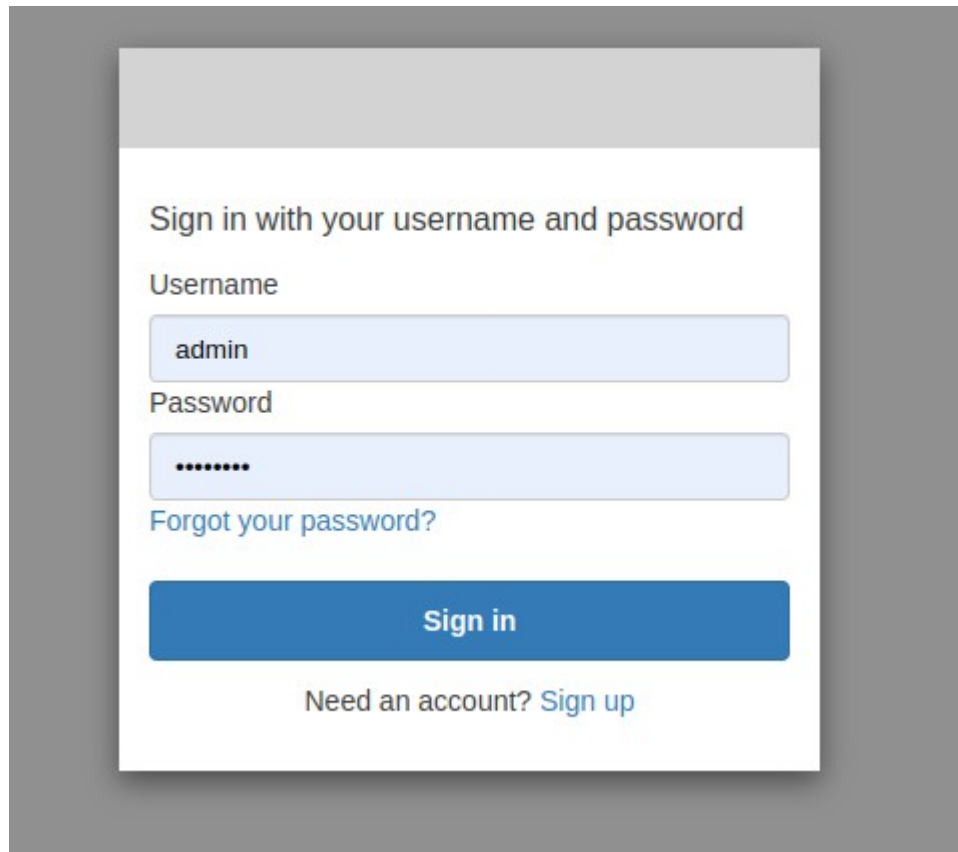 Sign in with your username and password
Username
admin
Password
••••••••
Forgot your password?
Sign in
Need an account? Sign up